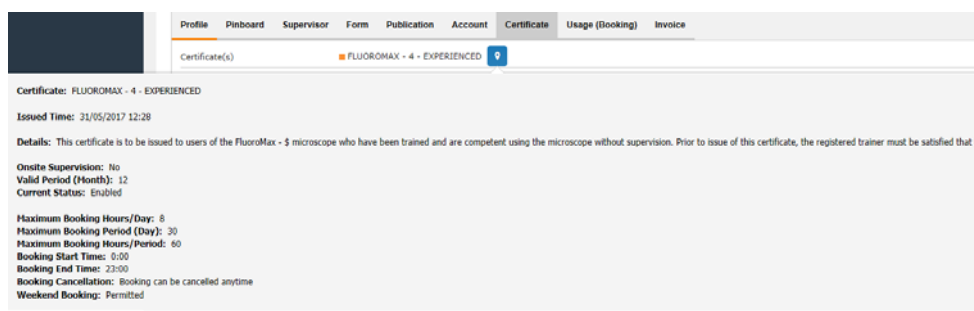 Profile Pinboard Supervisor Form Publication Account Certificate Usage (Booking) Invoice
Certificate(s) FLUOROMAX - 4 - EXPERIENCED
Certificate: FLUOROMAX - 4 - EXPERIENCED
Issued Time: 31/05/2017 12:28
Details: This certificate is to be issued to users of the FluoroMax - $ microscope who have been trained and are competent using the microscope without supervision. Prior to issue of this certificate, the registered trainer must be satisfied that
Onsite Supervision: No
Valid Period (Month): 12
Current Status: Enabled
Maximum Booking Hours/Day: 8
Maximum Booking Period (Day): 30
Maximum Booking Hours/Period: 60
Booking Start Time: 0:00
Booking End Time: 23:00
Booking Cancellation: Booking can be cancelled anytime
Weekend Booking: Permitted